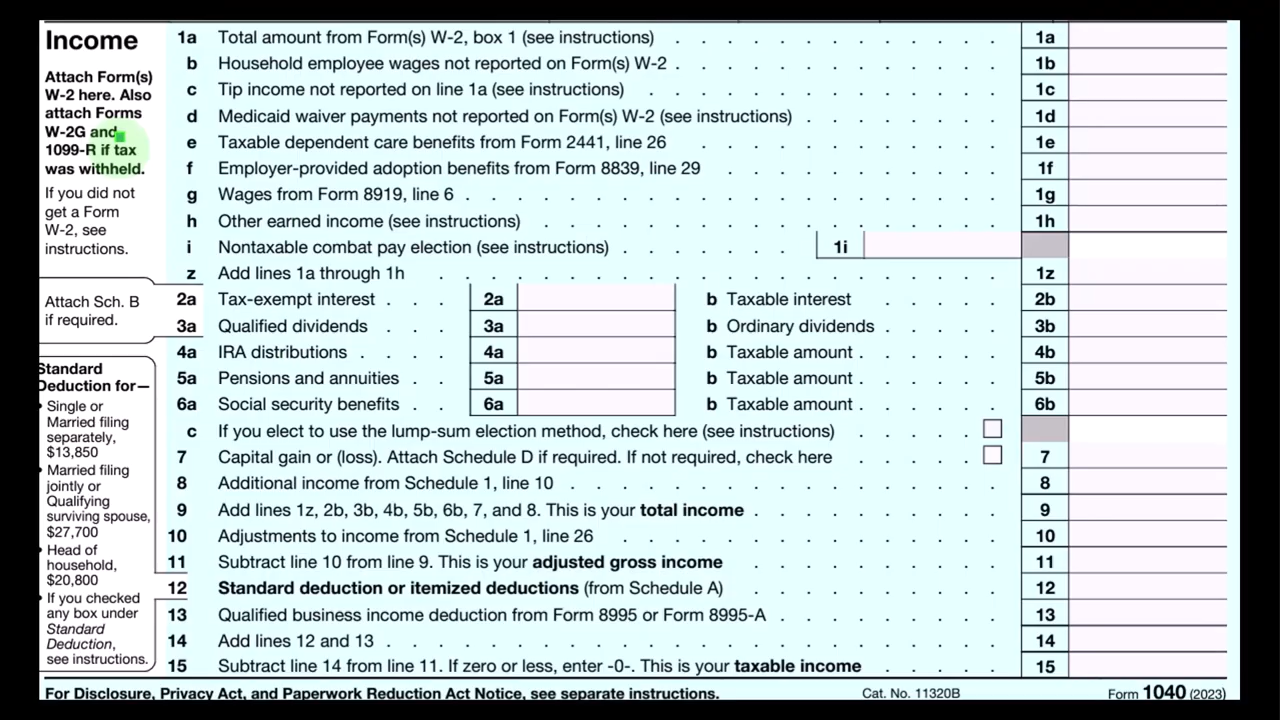 Income
Attach Form(s)
W-2 here. Also
attach Forms
W-2G and
1099-R if tax
was withheld.
If you did not
get a Form
W-2, see
instructions.
1a Total amount from Form(s) W-2, box 1 (see instructions) 1a
b Household employee wages not reported on Form(s) W-2 1b
c Tip income not reported on line 1a (see instructions) 1c
d Medicaid waiver payments not reported on Form(s) W-2 (see instructions) 1d
e Taxable dependent care benefits from Form 2441, line 26 1e
f Employer-provided adoption benefits from Form 8839, line 29 1f
g Wages from Form 8919, line 6 1g
h Other earned income (see instructions) 1h
i Nontaxable combat pay election (see instructions) 1i
z Add lines 1a through 1h 1z
Attach Sch. B
if required.
2a Tax-exempt interest 2a b Taxable interest 2b
3a Qualified dividends 3a b Ordinary dividends 3b
4a IRA distributions 4a b Taxable amount 4b
5a Pensions and annuities 5a b Taxable amount 5b
6a Social security benefits 6a b Taxable amount 6b
c If you elect to use the lump-sum election method, check here (see instructions)
7 Capital gain or (loss). Attach Schedule D if required. If not required, check here 7
8 Additional income from Schedule 1, line 10 8
9 Add lines 1z, 2b, 3b, 4b, 5b, 6b, 7, and 8. This is your total income 9
10 Adjustments to income from Schedule 1, line 26 10
11 Subtract line 10 from line 9. This is your adjusted gross income 11
12 Standard deduction or itemized deductions (from Schedule A) 12
13 Qualified business income deduction from Form 8995 or Form 8995-A 13
14 Add lines 12 and 13 14
15 Subtract line 14 from line 11. If zero or less, enter -0-. This is your taxable income 15
Standard
Deduction for—
• Single or
Married filing
separately,
$13,850
• Married filing
jointly or
Qualifying
surviving spouse,
$27,700
• Head of
household,
$20,800
• If you checked
any box under
Standard
Deduction,
see instructions.
For Disclosure, Privacy Act, and Paperwork Reduction Act Notice, see separate instructions. Cat. No. 11320B Form 1040 (2023)